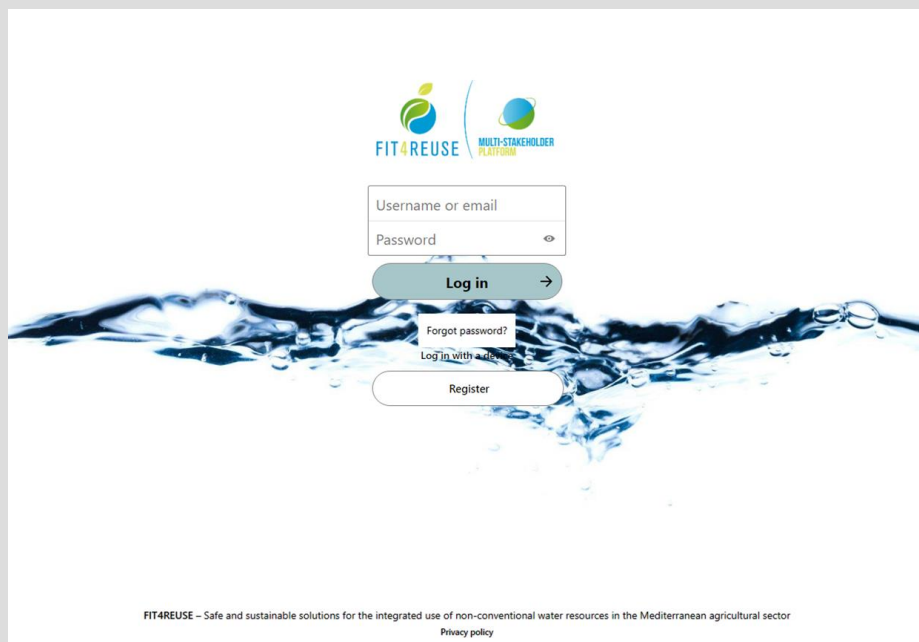 FIT4REUSE
MULTI-STAKEHOLDER
PLATFORM
Username or email
Password
Log in
Forgot password?
Log in with a device
Register
FIT4REUSE – Safe and sustainable solutions for the integrated use of non-conventional water resources in the Mediterranean agricultural sector
Privacy policy